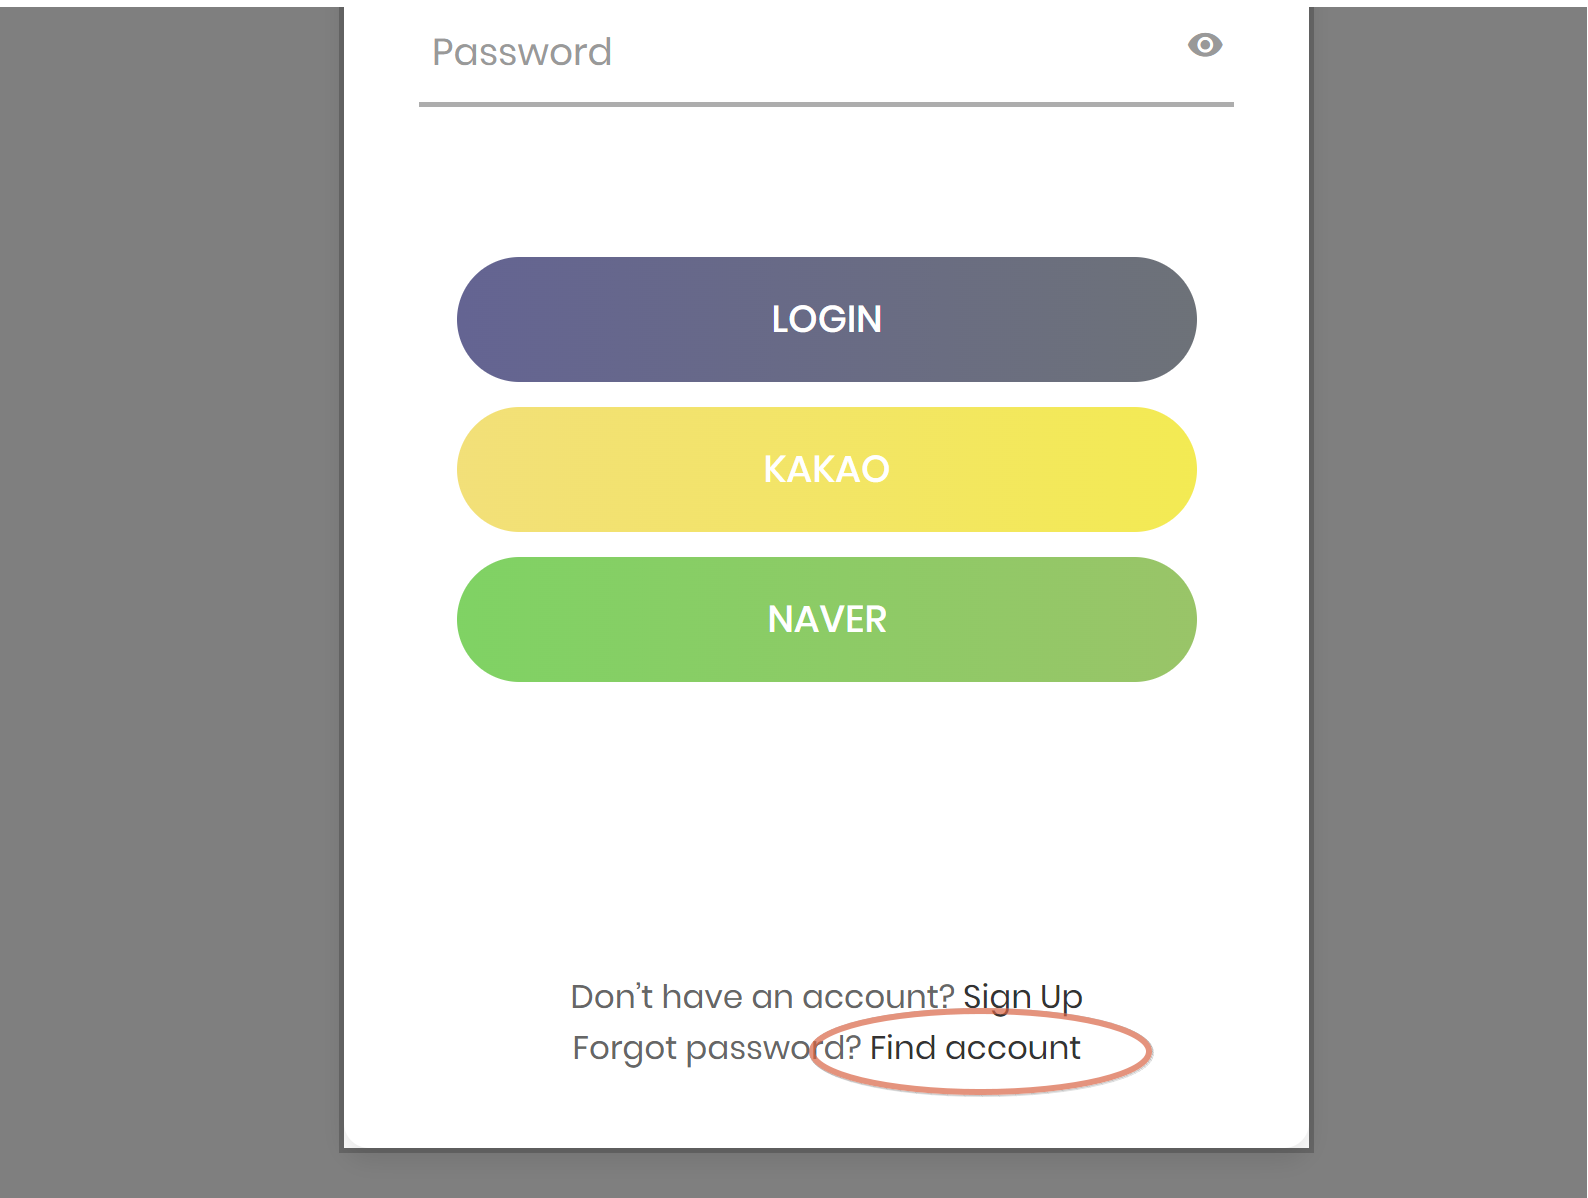 Password
LOGIN
KAKAO
NAVER
Don’t have an account? Sign Up
Forgot password? Find account